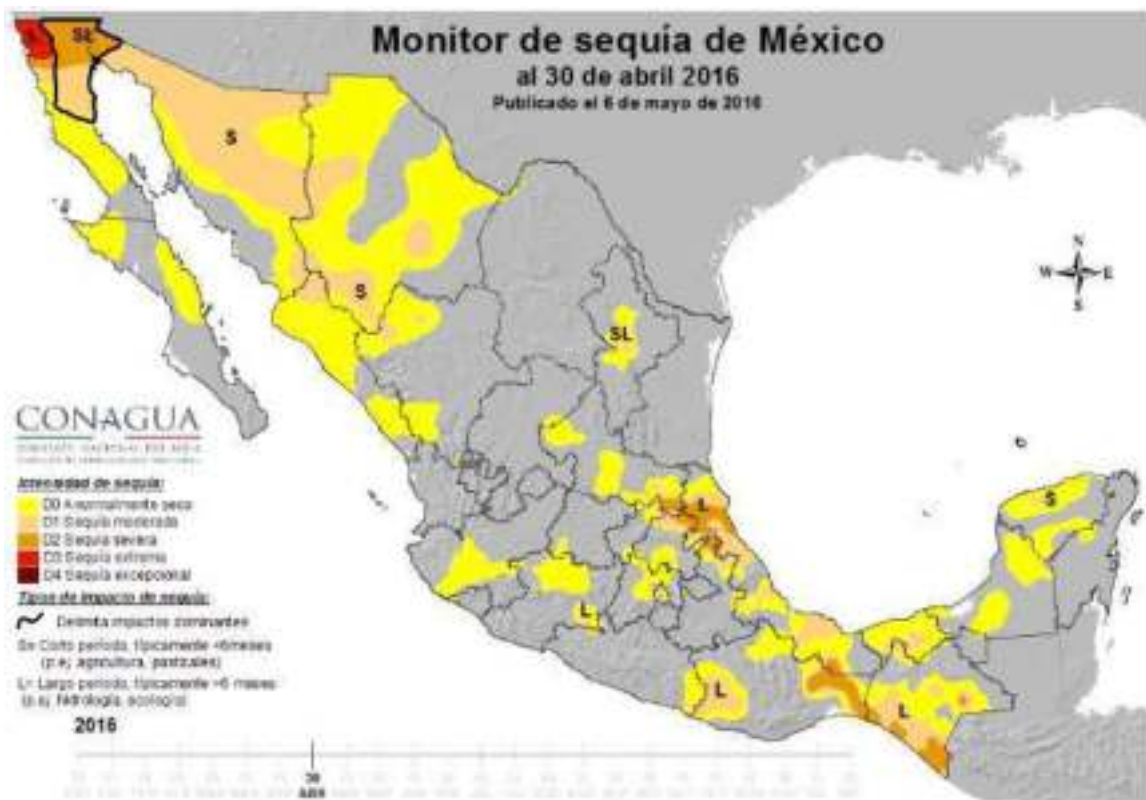 Monitor de sequía de México
al 30 de abril 2016
Publicado el 6 de mayo de 2016
SL
S
N
W E
S
S
SL
L
S
L
L
L
CONAGUA
Intensidad de sequía:
D0 Anormalmente seco
D1 Sequía moderada
D2 Sequía severa
D3 Sequía extrema
D4 Sequía excepcional
Tipos de impacto de sequía:
Delimita impactos dominantes
S= Corto período, típicamente <6meses
(p.ej. agricultura, pastizales)
L= Largo período, típicamente >6 meses
(p.ej. hidrología, ecología)
2016
30
ABR